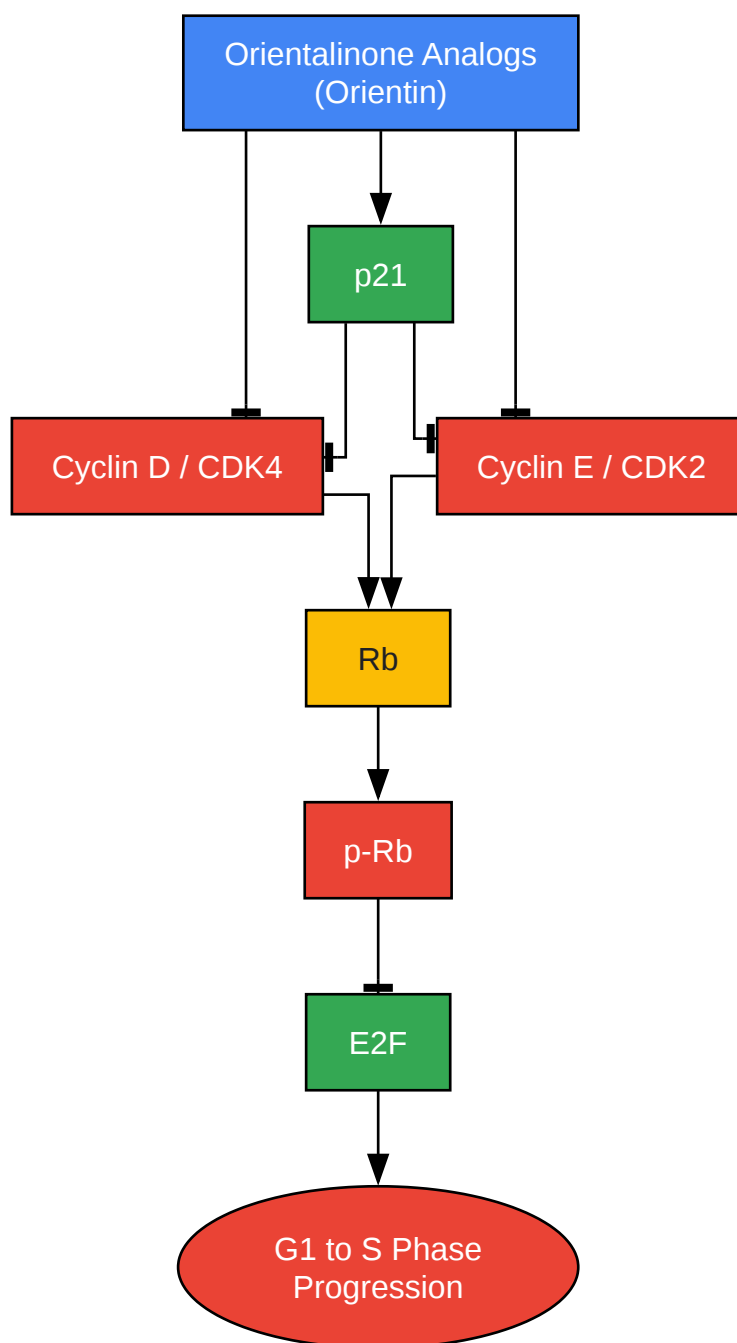 Orientalinone Analogs
(Orientin)
p21
Cyclin D / CDK4
Cyclin E / CDK2
Rb
p-Rb
E2F
G1 to S Phase
Progression